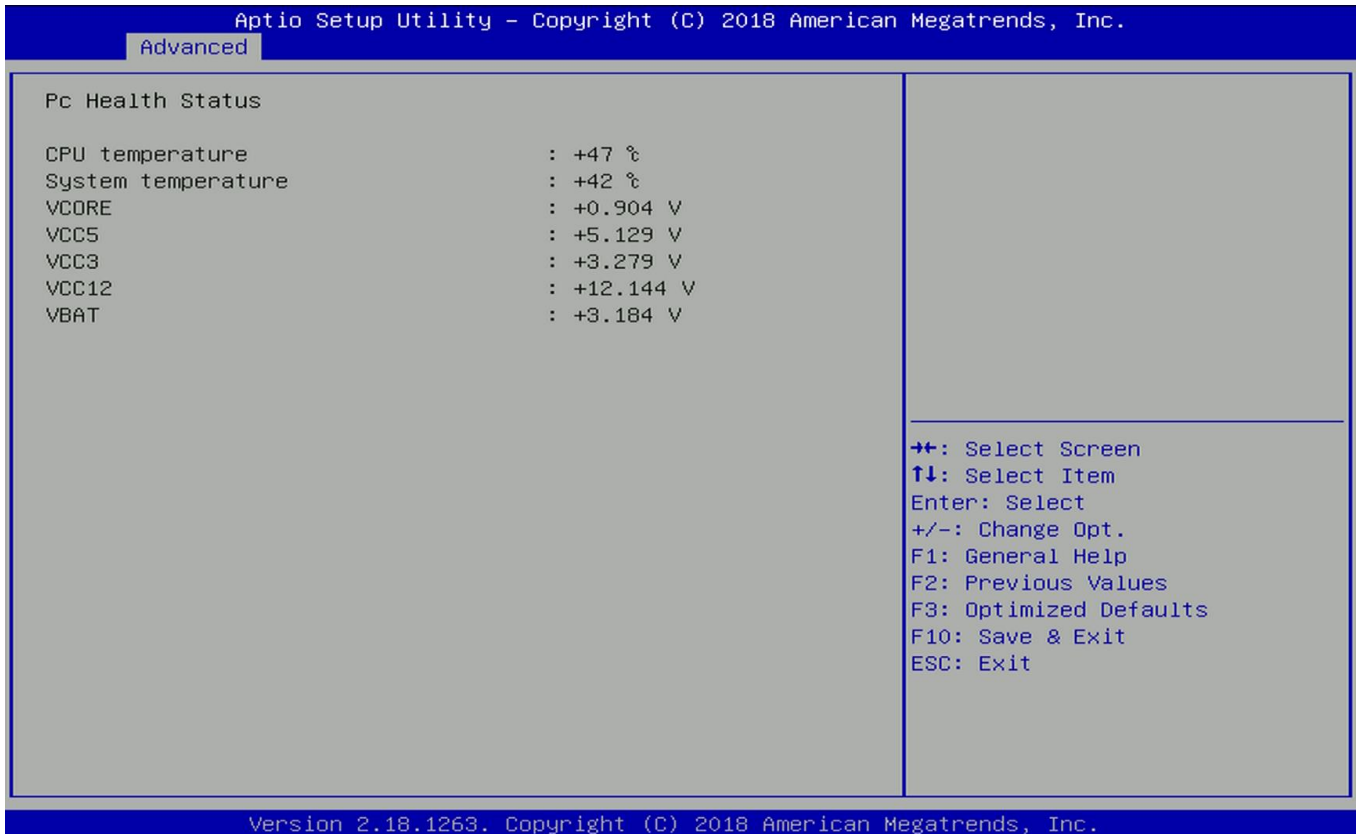 Aptio Setup Utility – Copyright (C) 2018 American Megatrends, Inc.
Advanced
Pc Health Status
CPU temperature : +47 ℃
System temperature : +42 ℃
VCORE : +0.904 V
VCC5 : +5.129 V
VCC3 : +3.279 V
VCC12 : +12.144 V
VBAT : +3.184 V
→←: Select Screen
↑↓: Select Item
Enter: Select
+/-: Change Opt.
F1: General Help
F2: Previous Values
F3: Optimized Defaults
F10: Save & Exit
ESC: Exit
Version 2.18.1263. Copyright (C) 2018 American Megatrends, Inc.